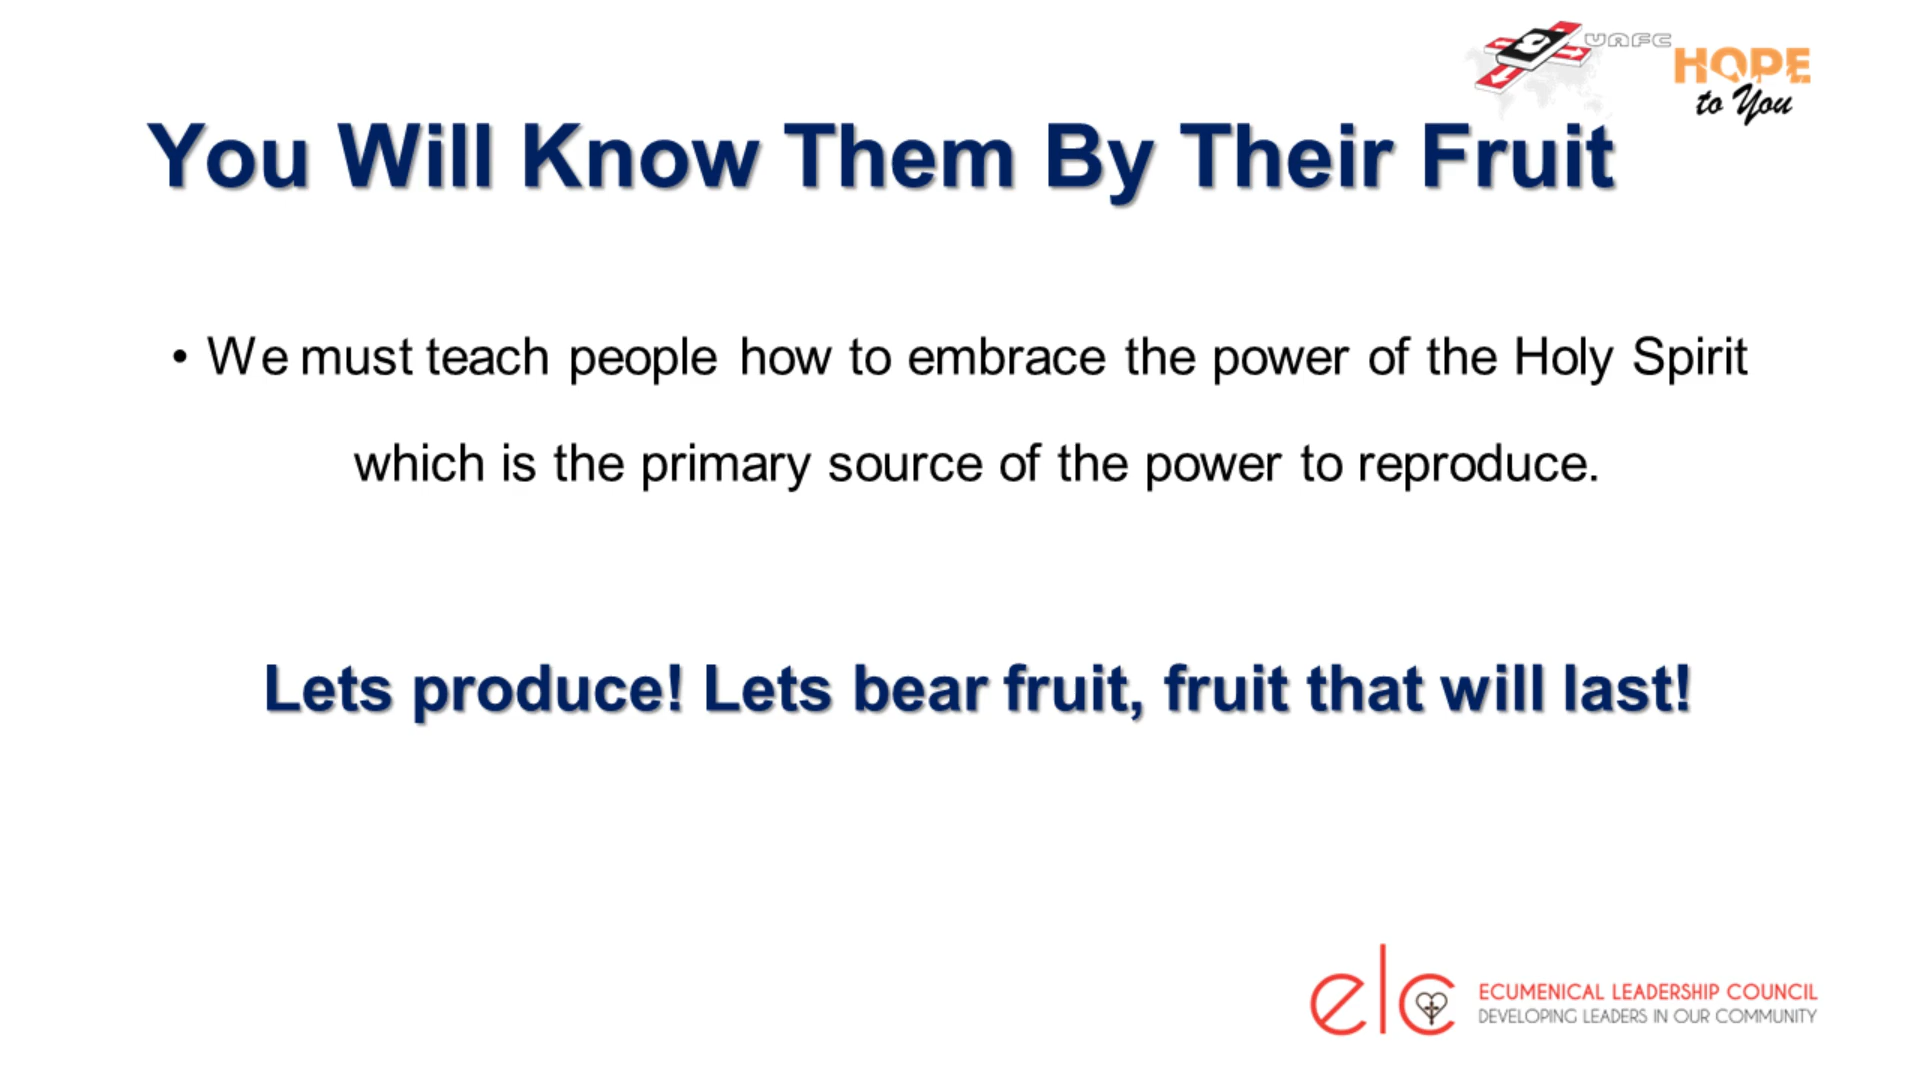 UNFC
HOPE
to You
You Will Know Them By Their Fruit
• We must teach people how to embrace the power of the Holy Spirit
which is the primary source of the power to reproduce.
Lets produce! Lets bear fruit, fruit that will last!
elc
ECUMENICAL LEADERSHIP COUNCIL
DEVELOPING LEADERS IN OUR COMMUNITY